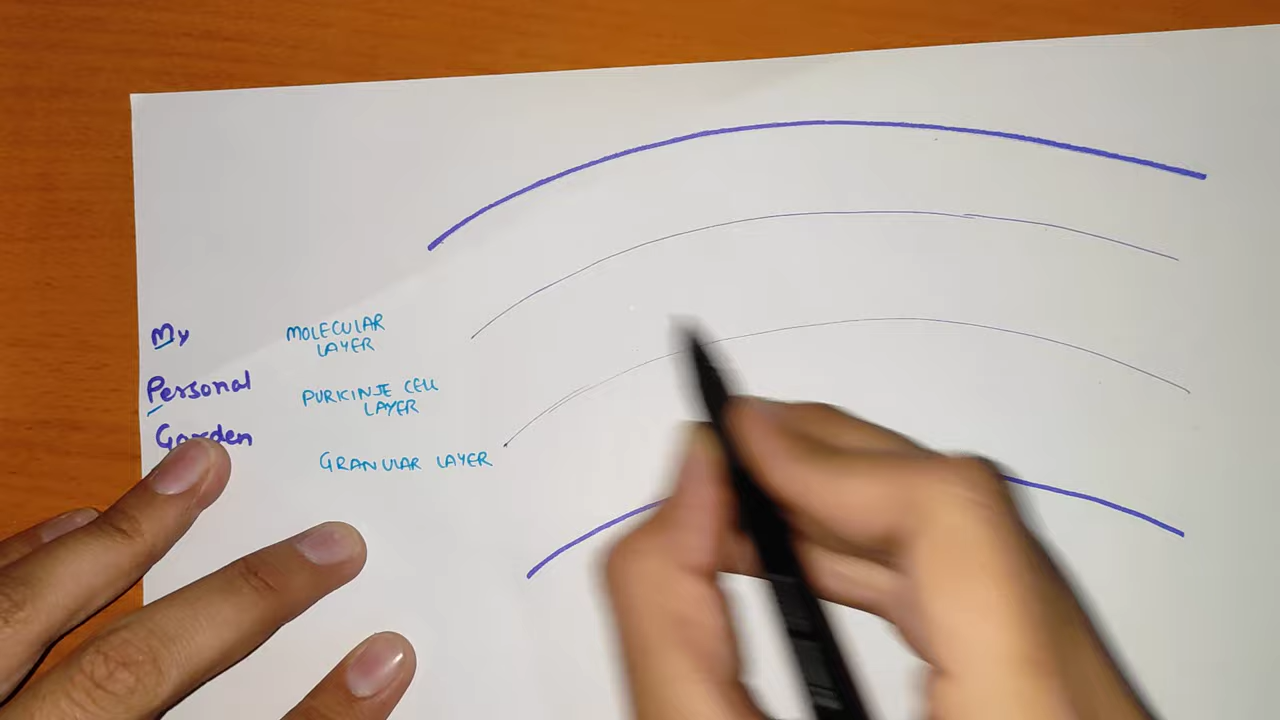 My
MOLECULAR
LAYER
Personal
PURKINJE CELL
LAYER
Garden
GRANULAR LAYER